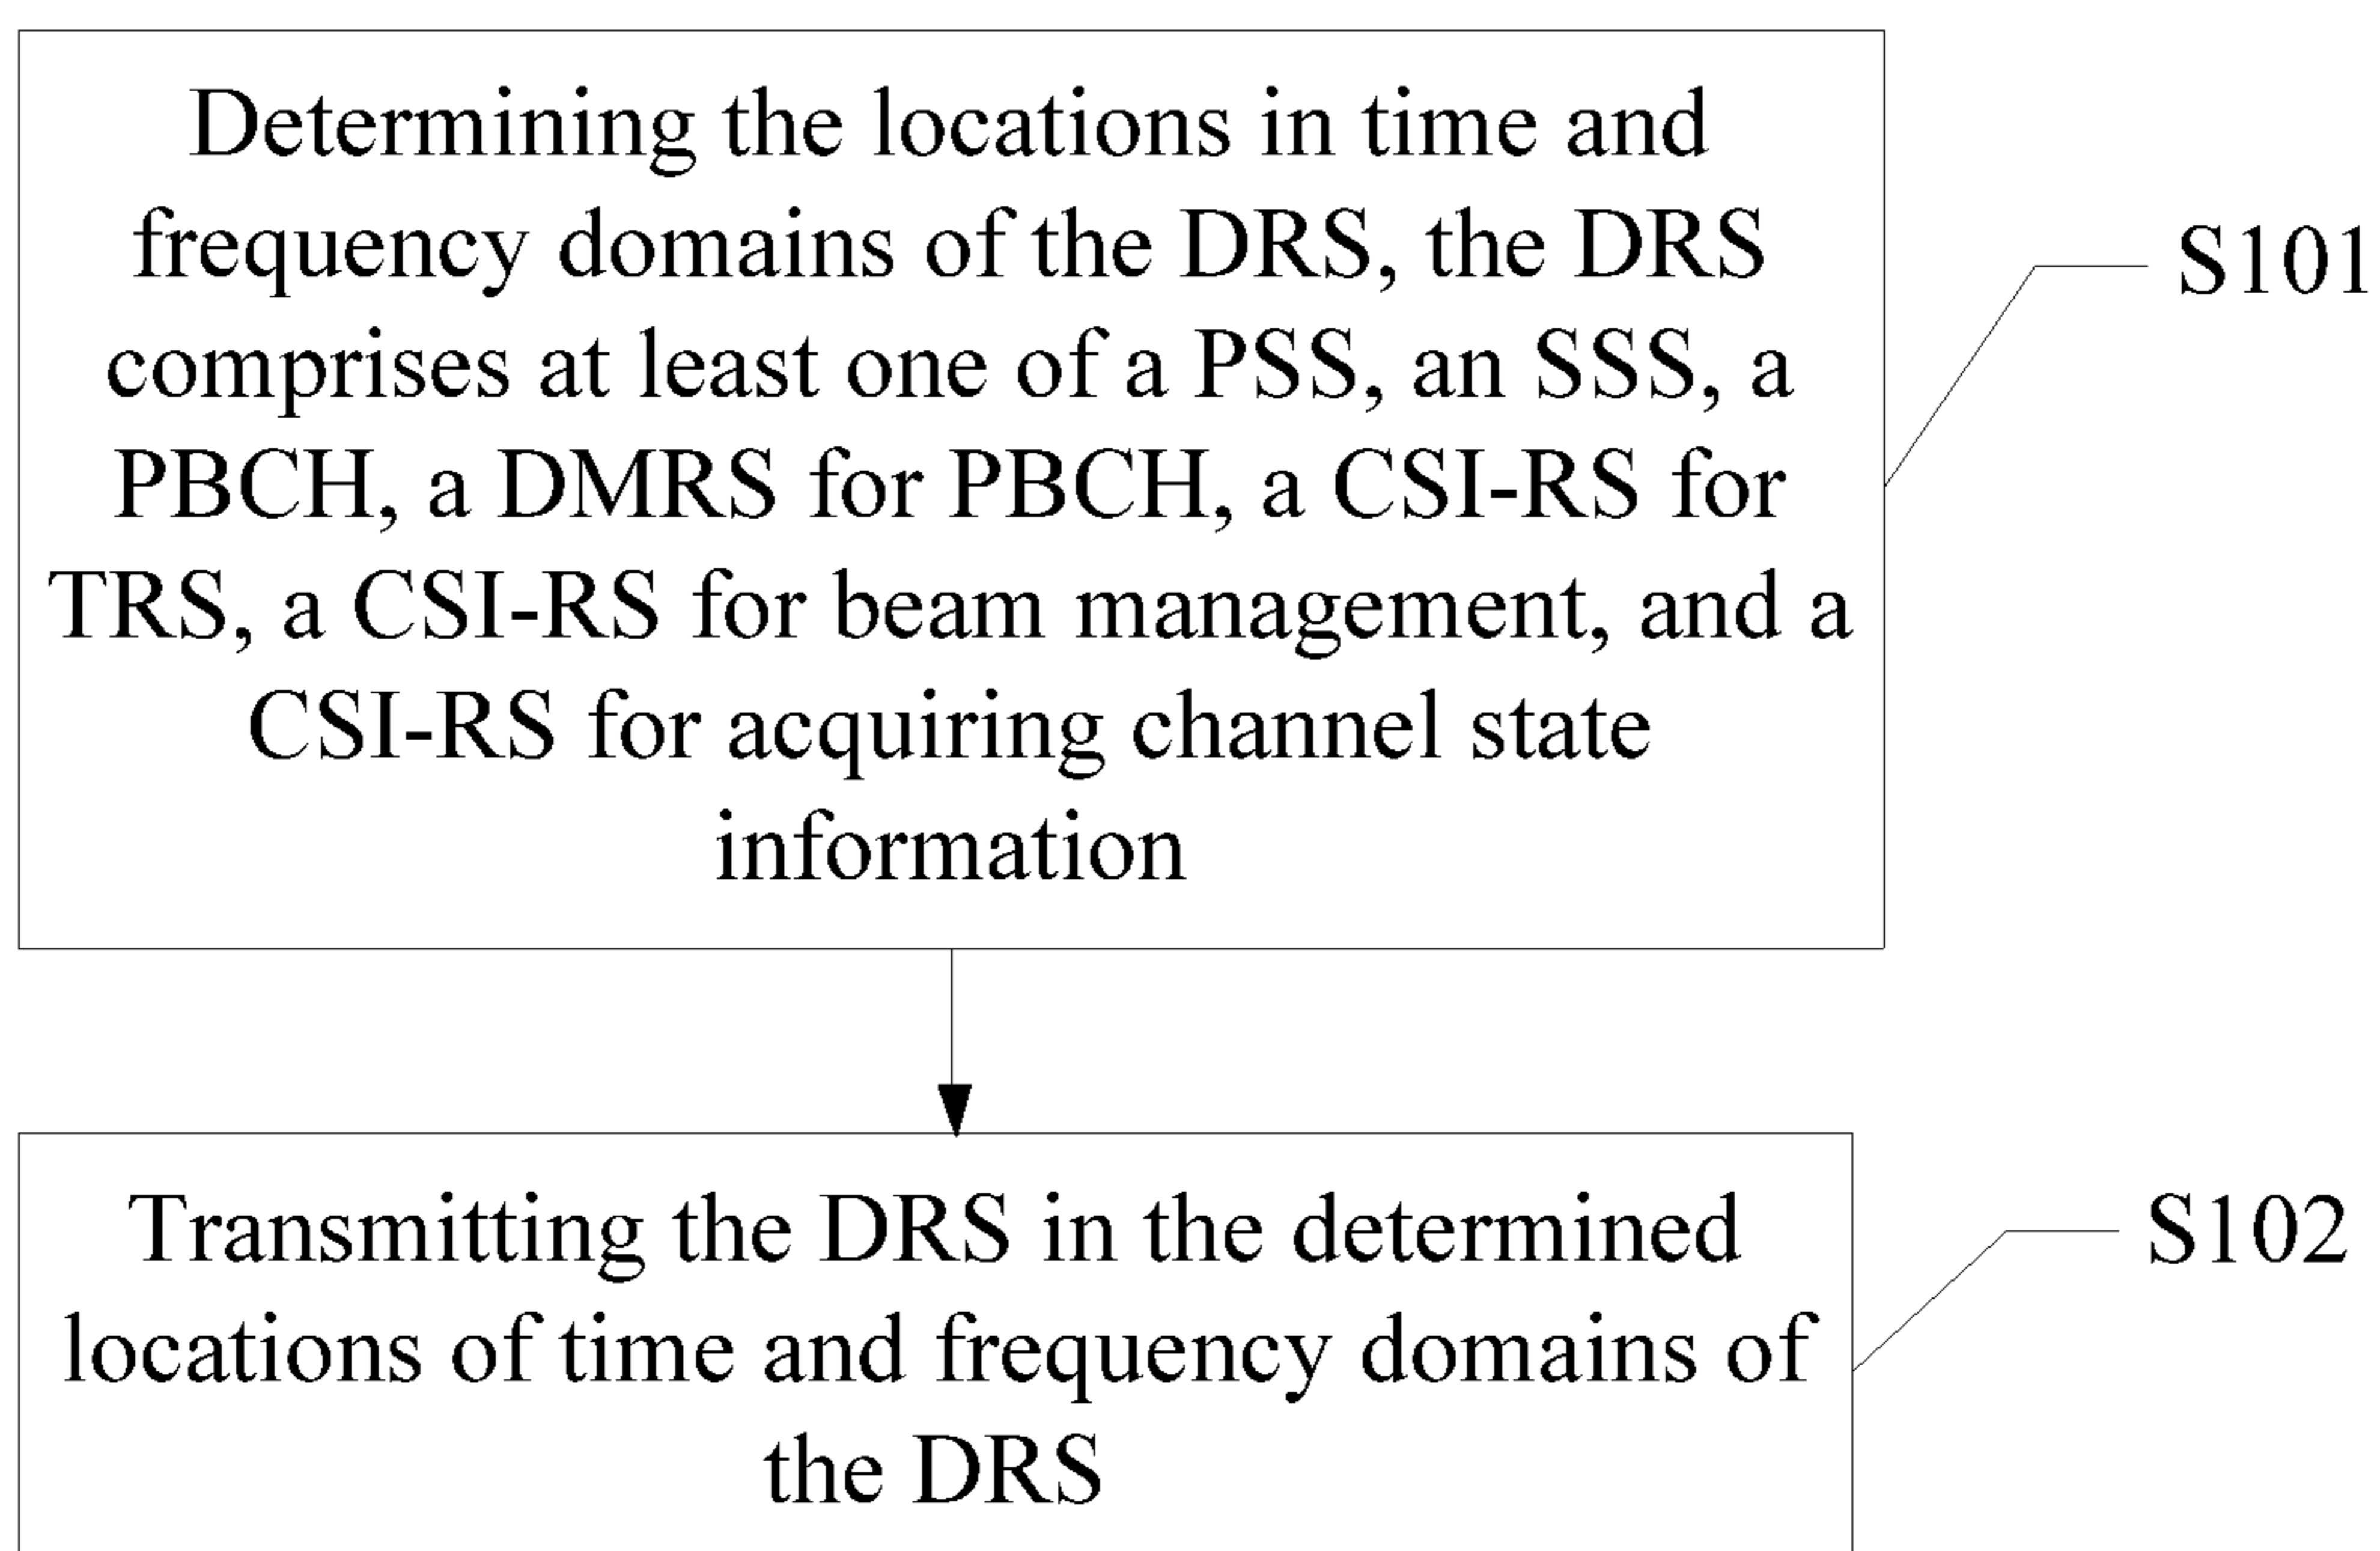 Determining the locations in time and
frequency domains of the DRS, the DRS
comprises at least one of a PSS, an SSS, a
PBCH, a DMRS for PBCH, a CSI-RS for
TRS, a CSI-RS for beam management, and a
CSI-RS for acquiring channel state
information
S101
Transmitting the DRS in the determined
locations of time and frequency domains of
the DRS
S102